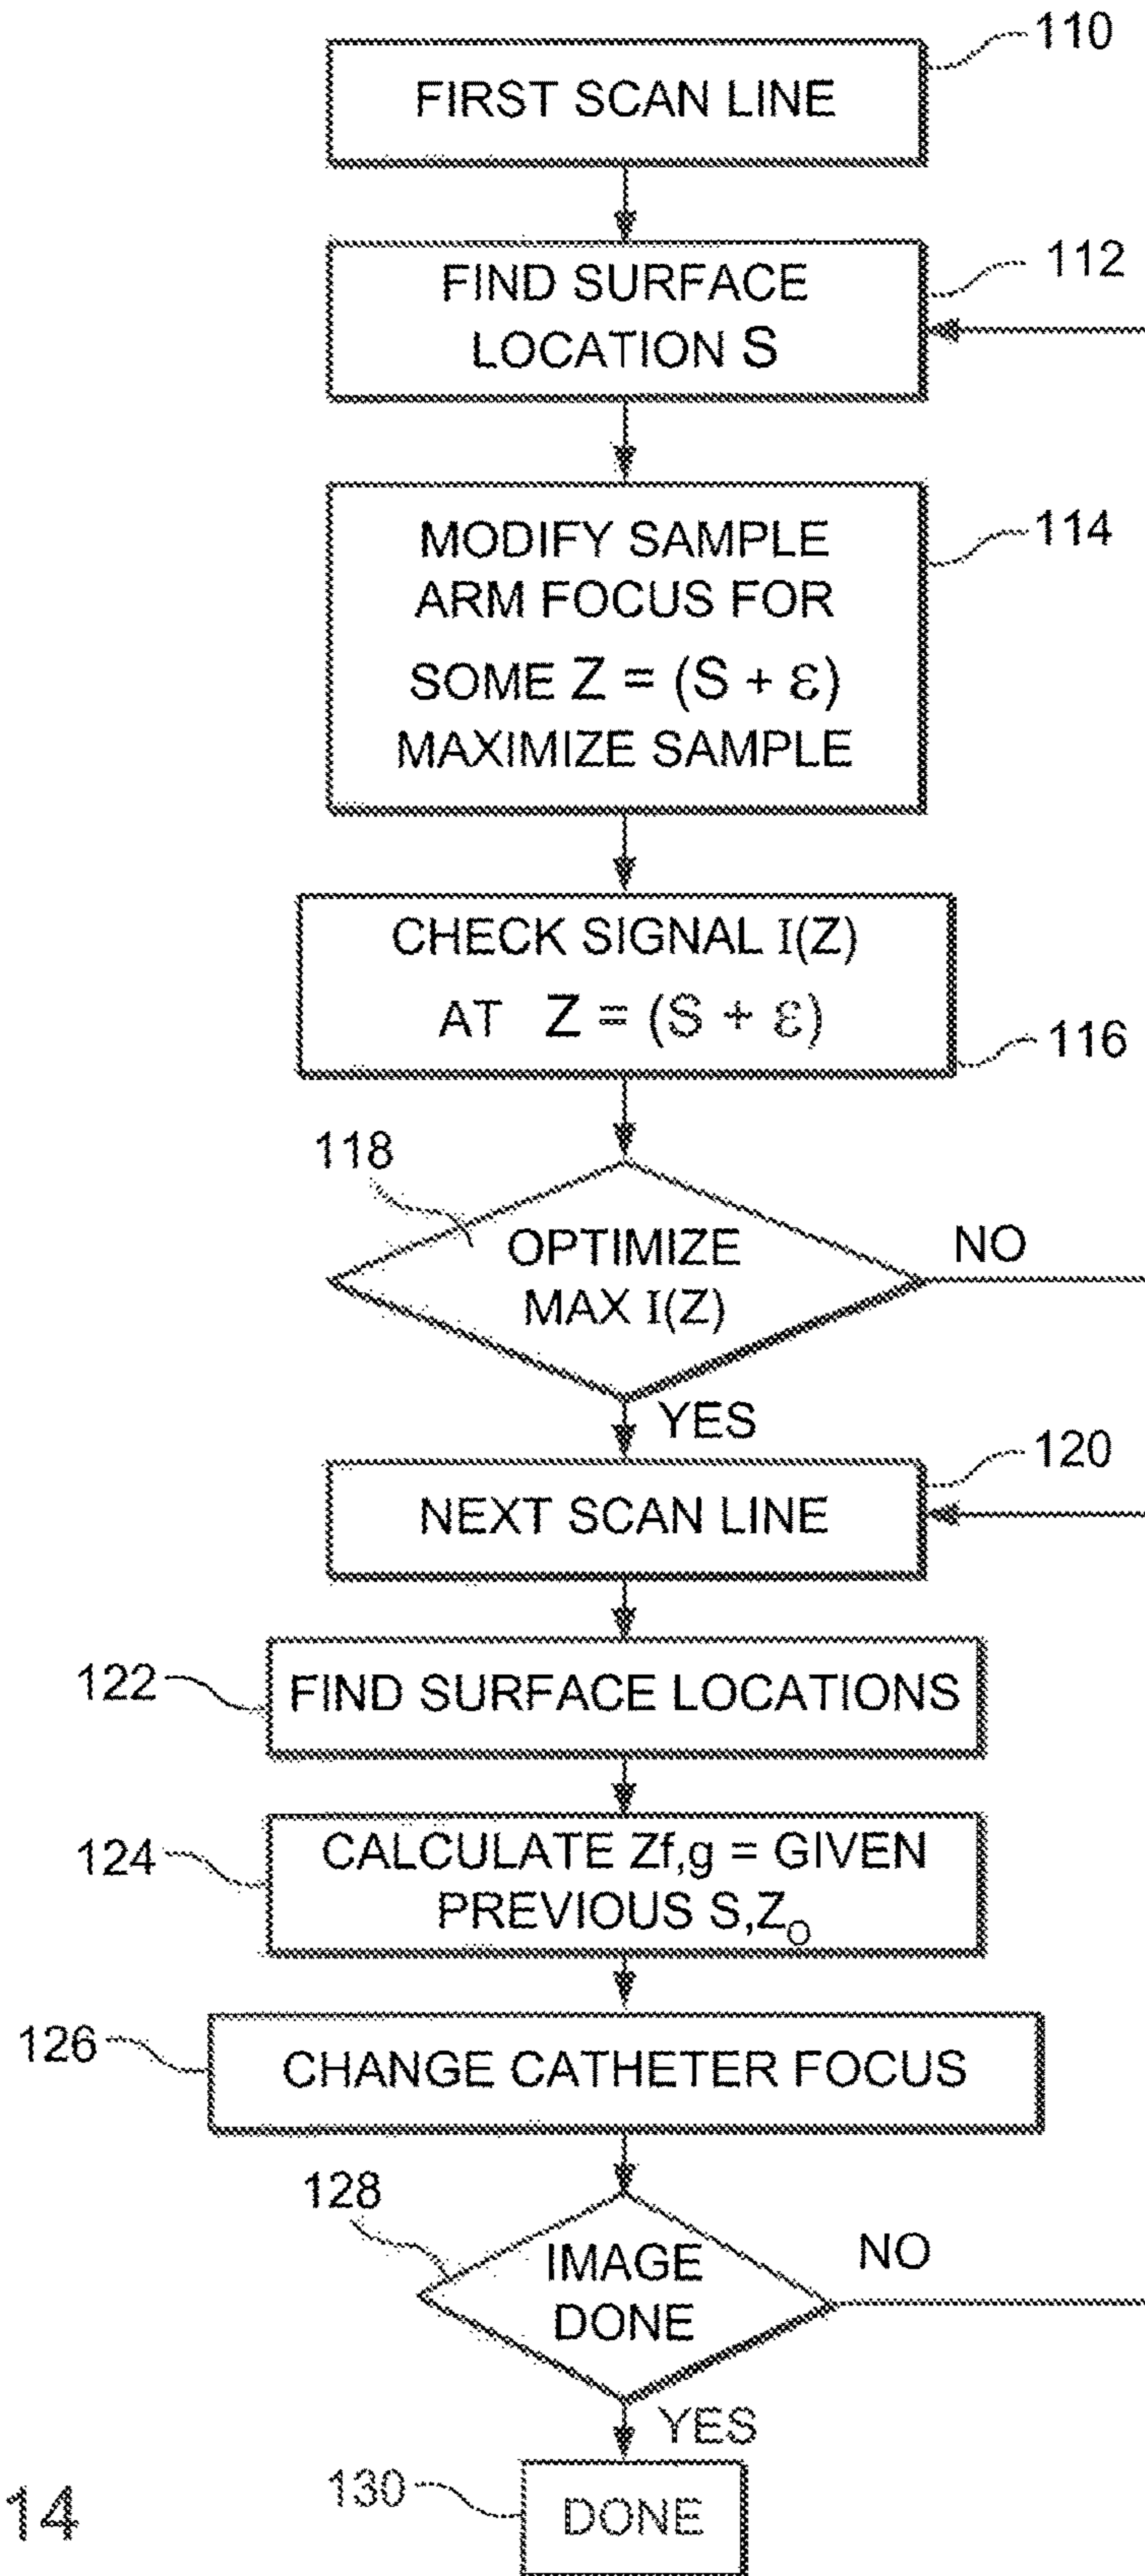 110
FIRST SCAN LINE
112
FIND SURFACE
LOCATION S
114
MODIFY SAMPLE
ARM FOCUS FOR
SOME Z = (S + ε)
MAXIMIZE SAMPLE
CHECK SIGNAL I(Z)
AT Z = (S + ε)
116
118
OPTIMIZE
MAX I(Z)
NO
YES
120
NEXT SCAN LINE
122
FIND SURFACE LOCATIONS
124
CALCULATE Zf,g = GIVEN
PREVIOUS S,Z₀
126
CHANGE CATHETER FOCUS
128
IMAGE
DONE
NO
YES
130
DONE
14